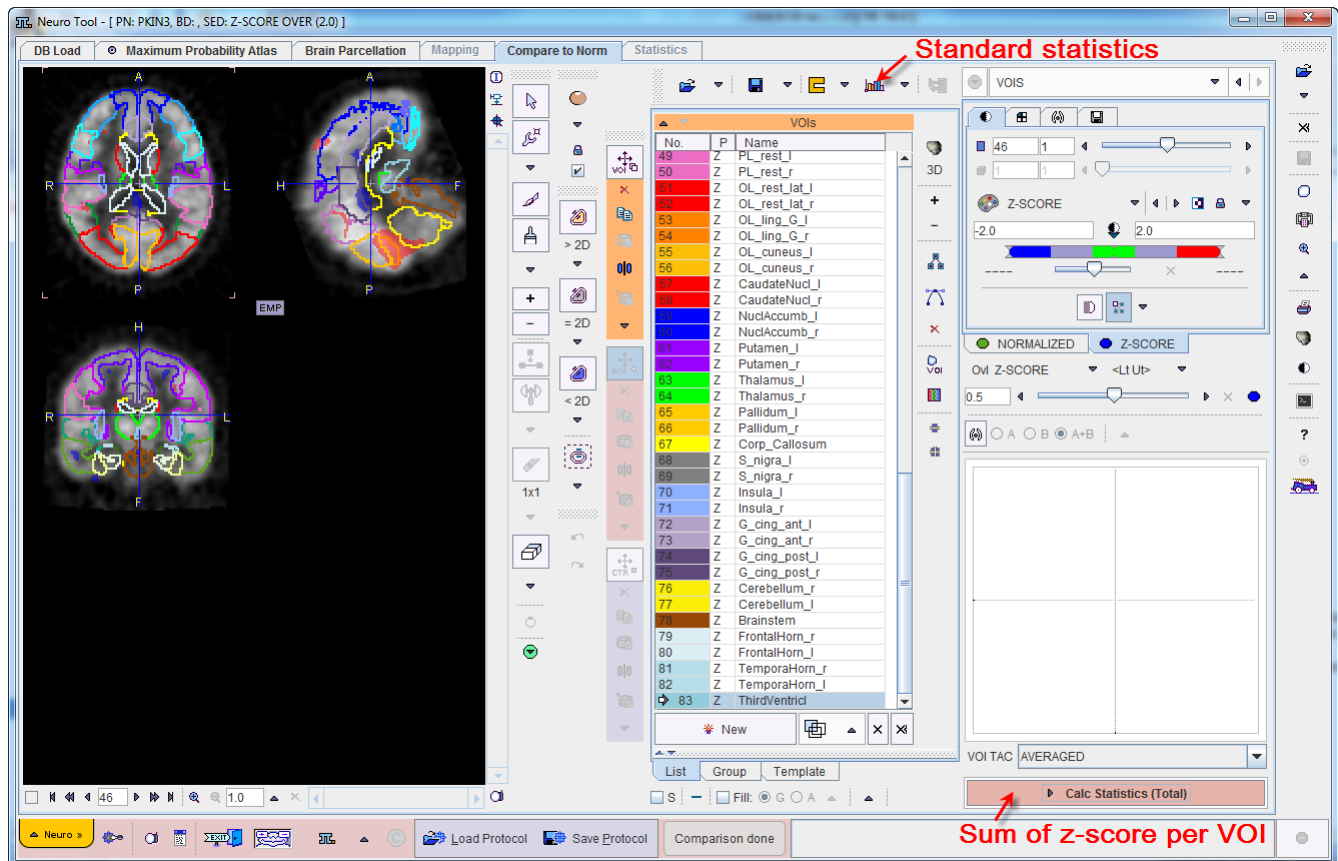 Neuro Tool - [ PN: PKIN3, BD: , SED: Z-SCORE OVER (2.0) ]
DB Load
Maximum Probability Atlas
Brain Parcellation
Mapping
Compare to Norm
Statistics
Standard statistics
A
R
L
P
A
H
F
P
EMP
H
R
L
F
> 2D
= 2D
< 2D
1x1
VOI
ROI
CTR
VOIs
No. P Name
49 Z PL_rest_l
50 Z PL_rest_r
51 Z OL_rest_lat_l
52 Z OL_rest_lat_r
53 Z OL_ling_G_l
54 Z OL_ling_G_r
55 Z OL_cuneus_l
56 Z OL_cuneus_r
57 Z CaudateNucl_l
58 Z CaudateNucl_r
59 Z NuclAccumb_l
60 Z NuclAccumb_r
61 Z Putamen_l
62 Z Putamen_r
63 Z Thalamus_l
64 Z Thalamus_r
65 Z Pallidum_l
66 Z Pallidum_r
67 Z Corp_Callosum
68 Z S_nigra_l
69 Z S_nigra_r
70 Z Insula_l
71 Z Insula_r
72 Z G_cing_ant_l
73 Z G_cing_ant_r
74 Z G_cing_post_l
75 Z G_cing_post_r
76 Z Cerebellum_r
77 Z Cerebellum_l
78 Z Brainstem
79 Z FrontalHorn_r
80 Z FrontalHorn_l
81 Z TemporaHorn_r
82 Z TemporaHorn_l
83 Z ThirdVentricl
New
List
Group
Template
S
Fill:
G
A
3D
+
−
VOI
VOIS
46 1
1 1
Z-SCORE
-2.0
2.0
----
----
NORMALIZED
Z-SCORE
Ovl Z-SCORE <Lt Ut>
0.5
A
B
A+B
VOI TAC AVERAGED
Calc Statistics (Total)
Sum of z-score per VOI
46
1.0
Neuro »
EXIT
Load Protocol
Save Protocol
Comparison done
?